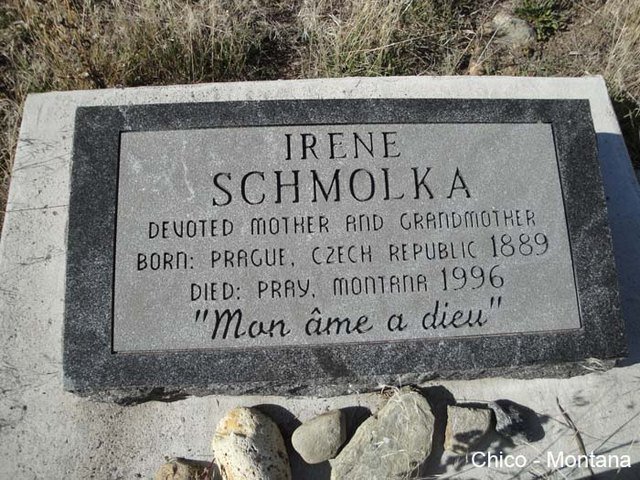 IRENE
SCHMOLKA
DEVOTED MOTHER AND GRANDMOTHER
BORN: PRAGUE, CZECH REPUBLIC 1889
DIED: PRAY, MONTANA 1996
"Mon âme a dieu"
Chico - Montana